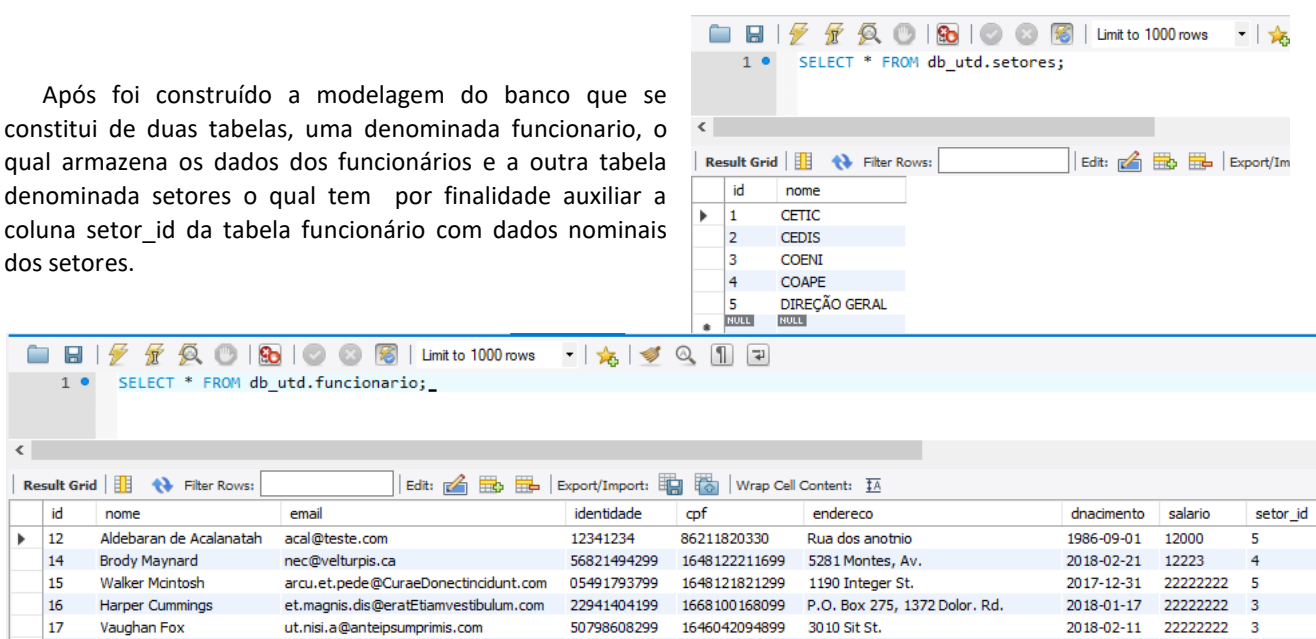 Após foi construído a modelagem do banco que se
constitui de duas tabelas, uma denominada funcionario, o
qual armazena os dados dos funcionários e a outra tabela
denominada setores o qual tem por finalidade auxiliar a
coluna setor_id da tabela funcionário com dados nominais
dos setores.
Limit to 1000 rows
1 SELECT * FROM db_utd.setores;
Result Grid Filter Rows: Edit: Export/Im
id nome
1 CETIC
2 CEDIS
3 COENI
4 COAPE
5 DIREÇÃO GERAL
NULL NULL
Limit to 1000 rows
1 SELECT * FROM db_utd.funcionario;
Result Grid Filter Rows: Edit: Export/Import: Wrap Cell Content: IA
id nome email identidade cpf endereco dnacimento salario setor_id
12 Aldebaran de Acalanatah acal@teste.com 12341234 86211820330 Rua dos anotnio 1986-09-01 12000 5
14 Brody Maynard nec@velturpis.ca 56821494299 1648122211699 5281 Montes, Av. 2018-02-21 12223 4
15 Walker Mcintosh arcu.et.pede@CuraeDonectincidunt.com 05491793799 1648121821299 1190 Integer St. 2017-12-31 22222222 5
16 Harper Cummings et.magnis.dis@eratEtiamvestibulum.com 22941404199 1668100168099 P.O. Box 275, 1372 Dolor. Rd. 2018-01-17 22222222 3
17 Vaughan Fox ut.nisi.a@anteipsumprimis.com 50798608299 1646042094899 3010 Sit St. 2018-02-11 22222222 3